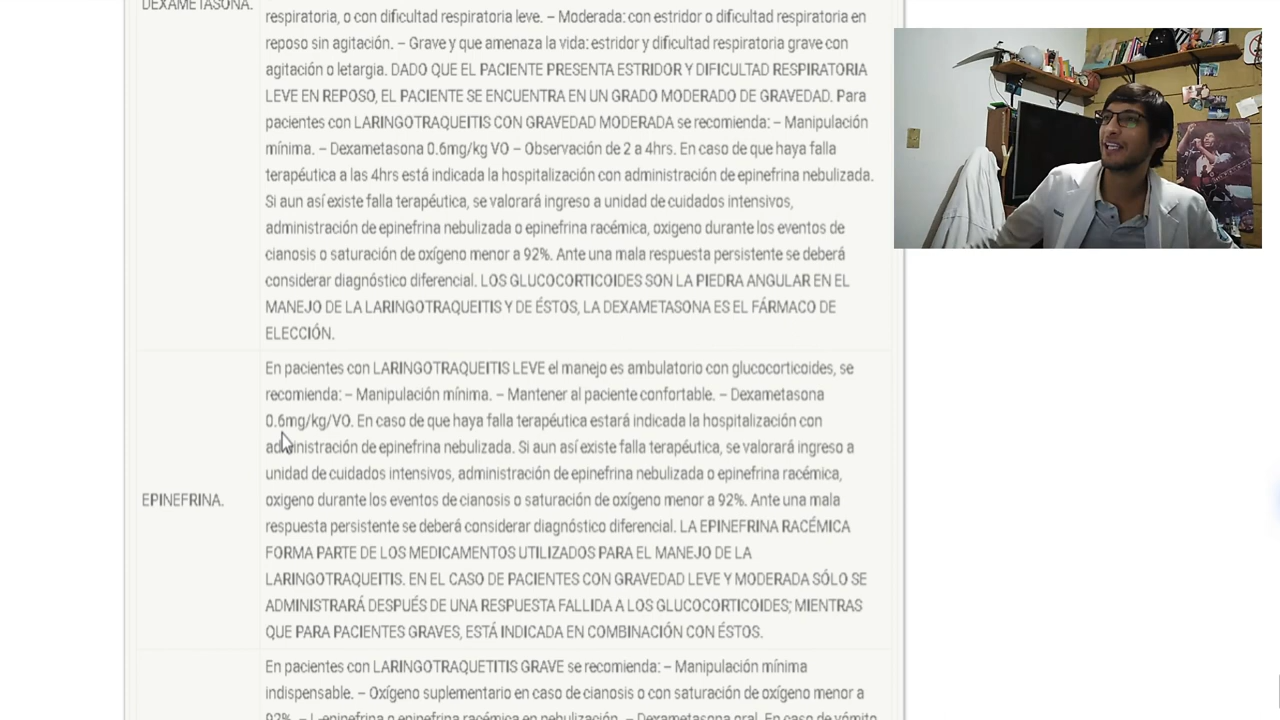 DEXAMETASONA.
respiratoria, o con dificultad respiratoria leve. – Moderada: con estridor o dificultad respiratoria en
reposo sin agitación. – Grave y que amenaza la vida: estridor y dificultad respiratoria grave con
agitación o letargia. DADO QUE EL PACIENTE PRESENTA ESTRIDOR Y DIFICULTAD RESPIRATORIA
LEVE EN REPOSO, EL PACIENTE SE ENCUENTRA EN UN GRADO MODERADO DE GRAVEDAD. Para
pacientes con LARINGOTRAQUEITIS CON GRAVEDAD MODERADA se recomienda: – Manipulación
mínima. – Dexametasona 0.6mg/kg VO – Observación de 2 a 4hrs. En caso de que haya falla
terapéutica a las 4hrs está indicada la hospitalización con administración de epinefrina nebulizada.
Si aun así existe falla terapéutica, se valorará ingreso a unidad de cuidados intensivos,
administración de epinefrina nebulizada o epinefrina racémica, oxigeno durante los eventos de
cianosis o saturación de oxígeno menor a 92%. Ante una mala respuesta persistente se deberá
considerar diagnóstico diferencial. LOS GLUCOCORTICOIDES SON LA PIEDRA ANGULAR EN EL
MANEJO DE LA LARINGOTRAQUEITIS Y DE ÉSTOS, LA DEXAMETASONA ES EL FÁRMACO DE
ELECCIÓN.
EPINEFRINA.
En pacientes con LARINGOTRAQUEITIS LEVE el manejo es ambulatorio con glucocorticoides, se
recomienda: – Manipulación mínima. – Mantener al paciente confortable. – Dexametasona
0.6mg/kg/VO. En caso de que haya falla terapéutica estará indicada la hospitalización con
administración de epinefrina nebulizada. Si aun así existe falla terapéutica, se valorará ingreso a
unidad de cuidados intensivos, administración de epinefrina nebulizada o epinefrina racémica,
oxigeno durante los eventos de cianosis o saturación de oxígeno menor a 92%. Ante una mala
respuesta persistente se deberá considerar diagnóstico diferencial. LA EPINEFRINA RACÉMICA
FORMA PARTE DE LOS MEDICAMENTOS UTILIZADOS PARA EL MANEJO DE LA
LARINGOTRAQUEITIS. EN EL CASO DE PACIENTES CON GRAVEDAD LEVE Y MODERADA SÓLO SE
ADMINISTRARÁ DESPUÉS DE UNA RESPUESTA FALLIDA A LOS GLUCOCORTICOIDES; MIENTRAS
QUE PARA PACIENTES GRAVES, ESTÁ INDICADA EN COMBINACIÓN CON ÉSTOS.
En pacientes con LARINGOTRAQUETITIS GRAVE se recomienda: – Manipulación mínima
indispensable. – Oxígeno suplementario en caso de cianosis o con saturación de oxígeno menor a
92%. – L-epinefrina o epinefrina racémica en nebulización. – Dexametasona oral. En caso de vómito